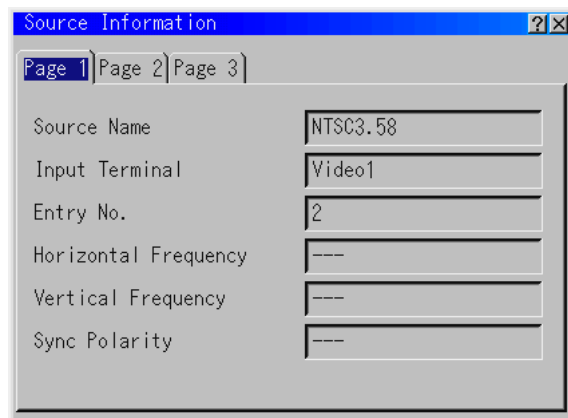 Source Information ? X
Page 1 Page 2 Page 3
Source Name NTSC3.58
Input Terminal Video1
Entry No. 2
Horizontal Frequency ---
Vertical Frequency ---
Sync Polarity ---